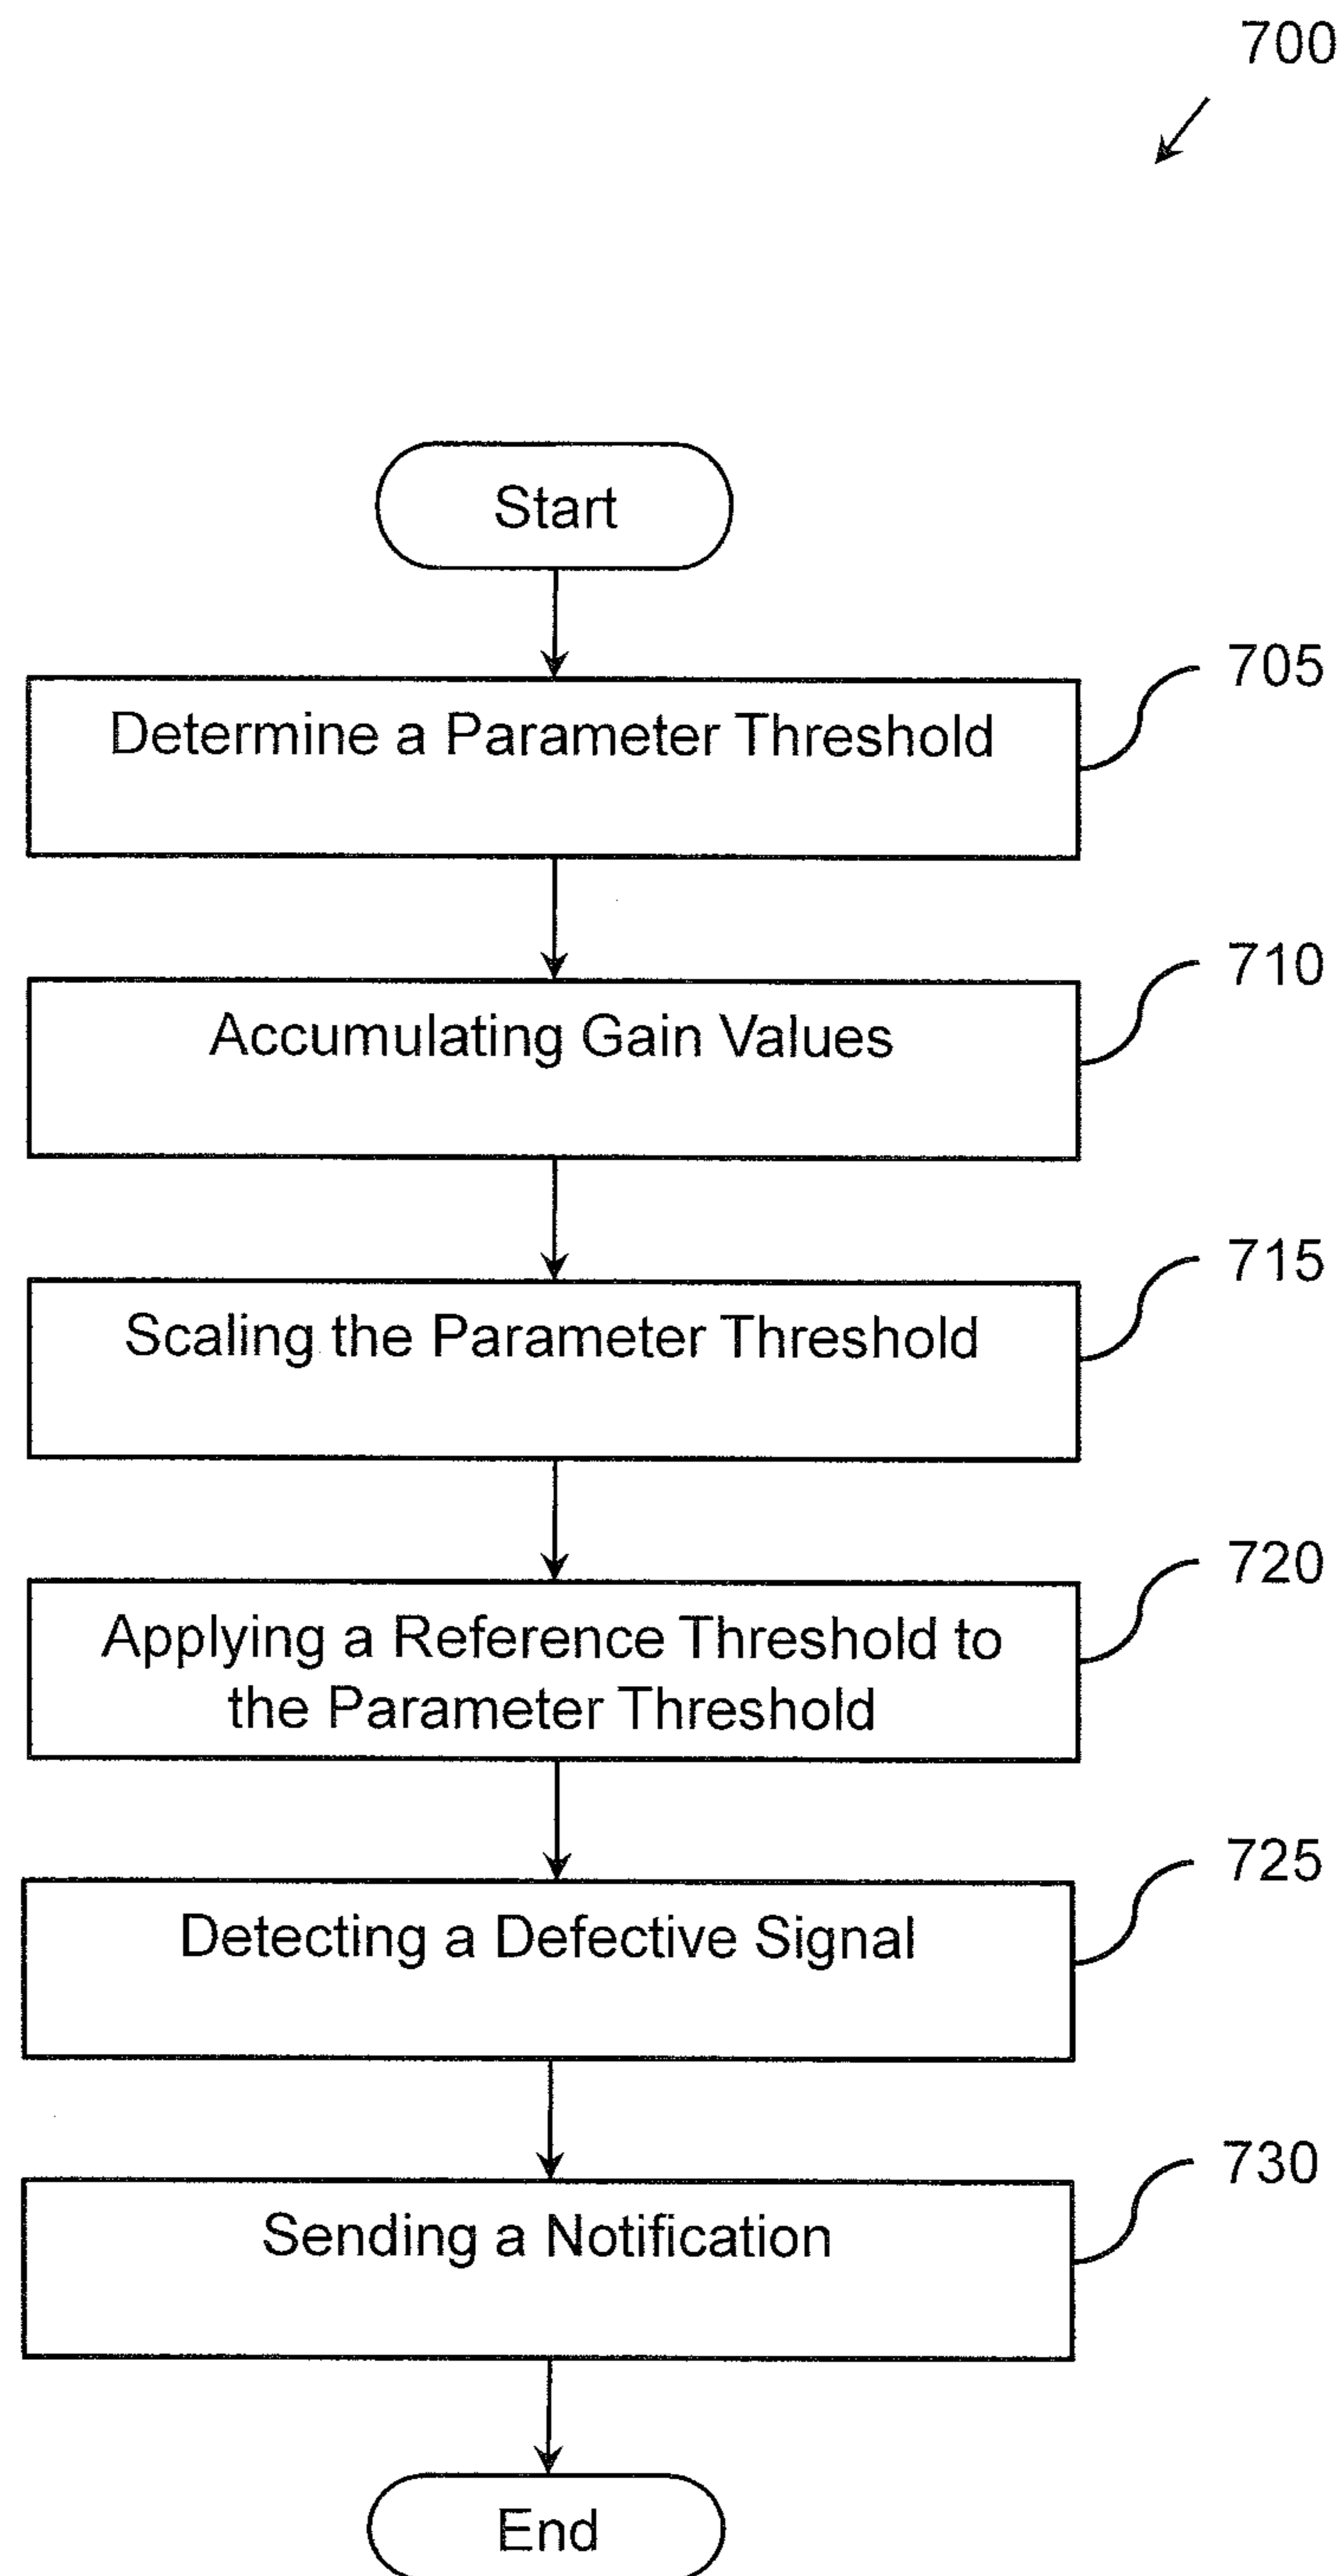 700
Start
Determine a Parameter Threshold
705
Accumulating Gain Values
710
Scaling the Parameter Threshold
715
Applying a Reference Threshold to
the Parameter Threshold
720
Detecting a Defective Signal
725
Sending a Notification
730
End